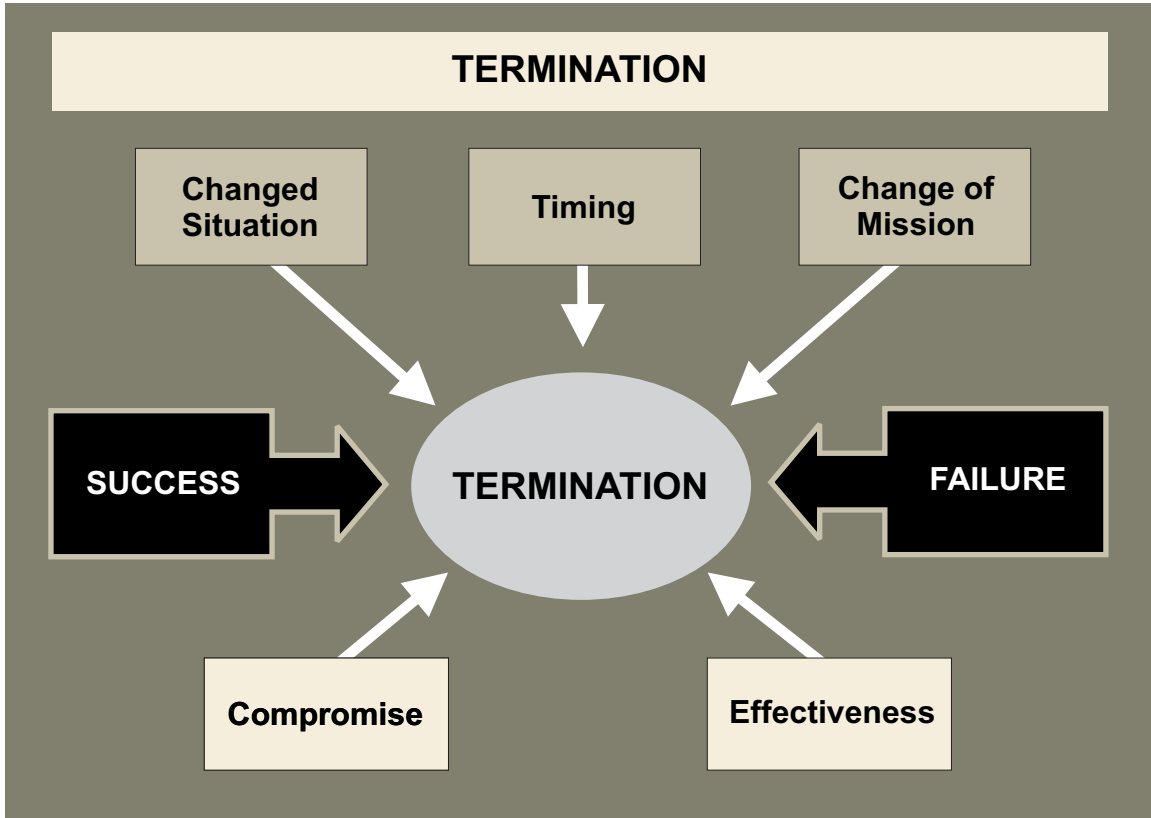 TERMINATION
Changed
Situation
Timing
Change of
Mission
SUCCESS
TERMINATION
FAILURE
Compromise
Effectiveness